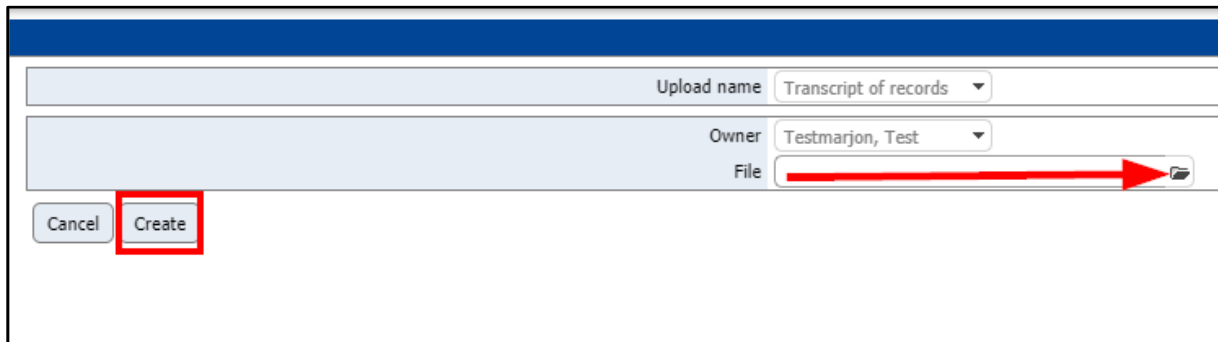 Upload name Transcript of records
Owner Testmarjon, Test
File
Cancel Create